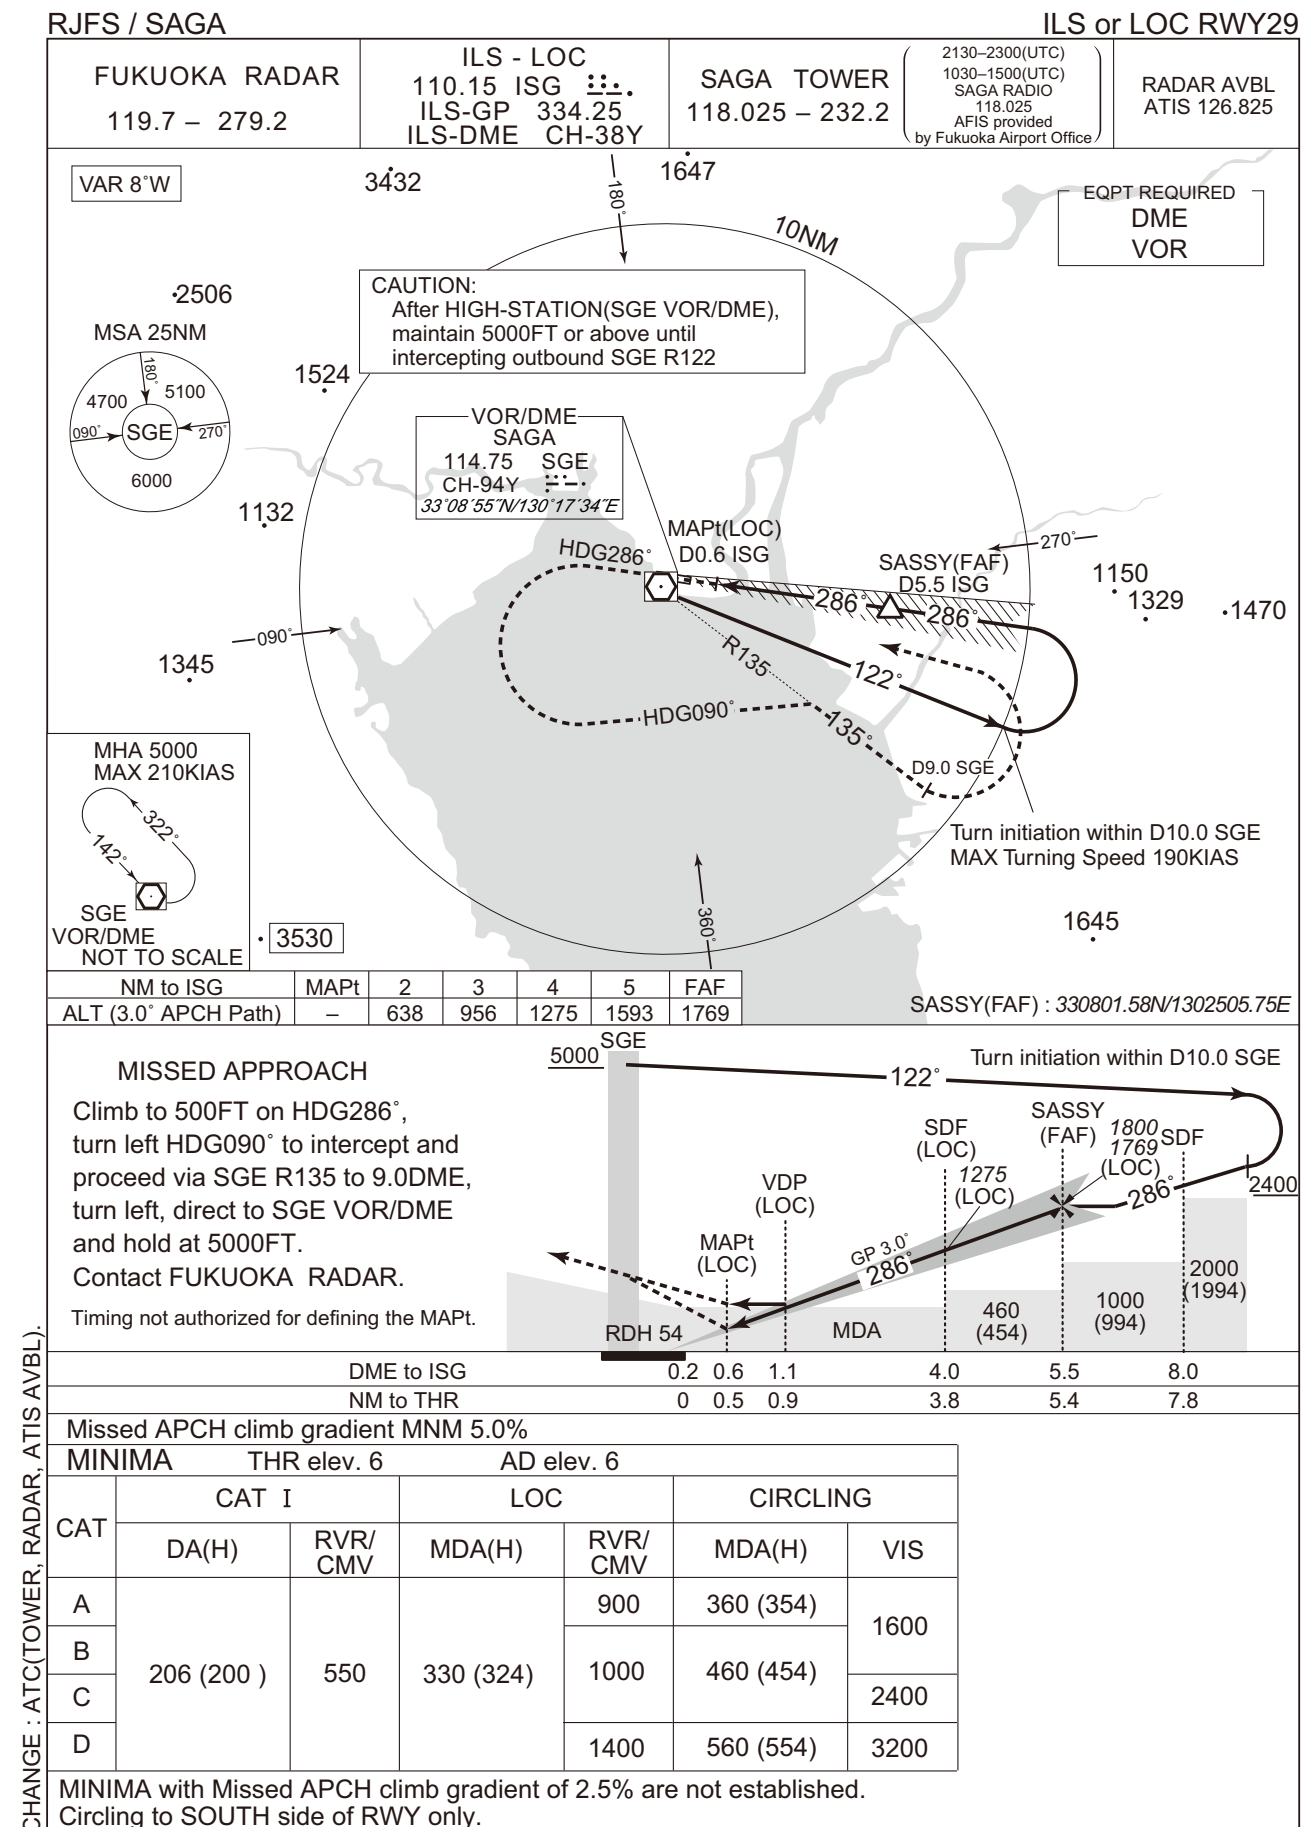 RJFS / SAGA
ILS or LOC RWY29
FUKUOKA RADAR
119.7 – 279.2
ILS - LOC
110.15 ISG
ILS-GP 334.25
ILS-DME CH-38Y
SAGA TOWER
118.025 – 232.2
2130–2300(UTC)
1030–1500(UTC)
SAGA RADIO
118.025
AFIS provided
by Fukuoka Airport Office
RADAR AVBL
ATIS 126.825
VAR 8°W
3432
180°
1647
EQPT REQUIRED
DME
VOR
10NM
CAUTION:
After HIGH-STATION(SGE VOR/DME),
maintain 5000FT or above until
intercepting outbound SGE R122
2506
MSA 25NM
180°
4700
5100
090°
SGE
270°
6000
1524
VOR/DME
SAGA
114.75 SGE
CH-94Y
33°08´55˝N/130°17´34˝E
1132
HDG286°
MAPt(LOC)
D0.6 ISG
SASSY(FAF)
D5.5 ISG
270°
1150
1329
1470
286°
286°
090°
1345
R135
122°
HDG090°
135°
D9.0 SGE
MHA 5000
MAX 210KIAS
322°
142°
SGE
VOR/DME
NOT TO SCALE
Turn initiation within D10.0 SGE
MAX Turning Speed 190KIAS
3530
360°
1645
NM to ISG MAPt 2 3 4 5 FAF
ALT (3.0° APCH Path) – 638 956 1275 1593 1769
SASSY(FAF) : 330801.58N/1302505.75E
MISSED APPROACH
Climb to 500FT on HDG286°,
turn left HDG090° to intercept and
proceed via SGE R135 to 9.0DME,
turn left, direct to SGE VOR/DME
and hold at 5000FT.
Contact FUKUOKA RADAR.
Timing not authorized for defining the MAPt.
5000
SGE
122°
Turn initiation within D10.0 SGE
SDF
(LOC)
1275
(LOC)
SASSY
(FAF)
1800
1769
(LOC)
SDF
286°
2400
VDP
(LOC)
MAPt
(LOC)
GP 3.0°
286°
RDH 54
MDA
460
(454)
1000
(994)
2000
(1994)
DME to ISG 0.2 0.6 1.1 4.0 5.5 8.0
NM to THR 0 0.5 0.9 3.8 5.4 7.8
Missed APCH climb gradient MNM 5.0%
MINIMA THR elev. 6 AD elev. 6
CAT
CAT I
LOC
CIRCLING
DA(H)
RVR/
CMV
MDA(H)
RVR/
CMV
MDA(H)
VIS
A
B
C
D
206 (200 )
550
330 (324)
900
1000
1400
360 (354)
460 (454)
560 (554)
1600
2400
3200
MINIMA with Missed APCH climb gradient of 2.5% are not established.
Circling to SOUTH side of RWY only.
CHANGE : ATC(TOWER, RADAR, ATIS AVBL).